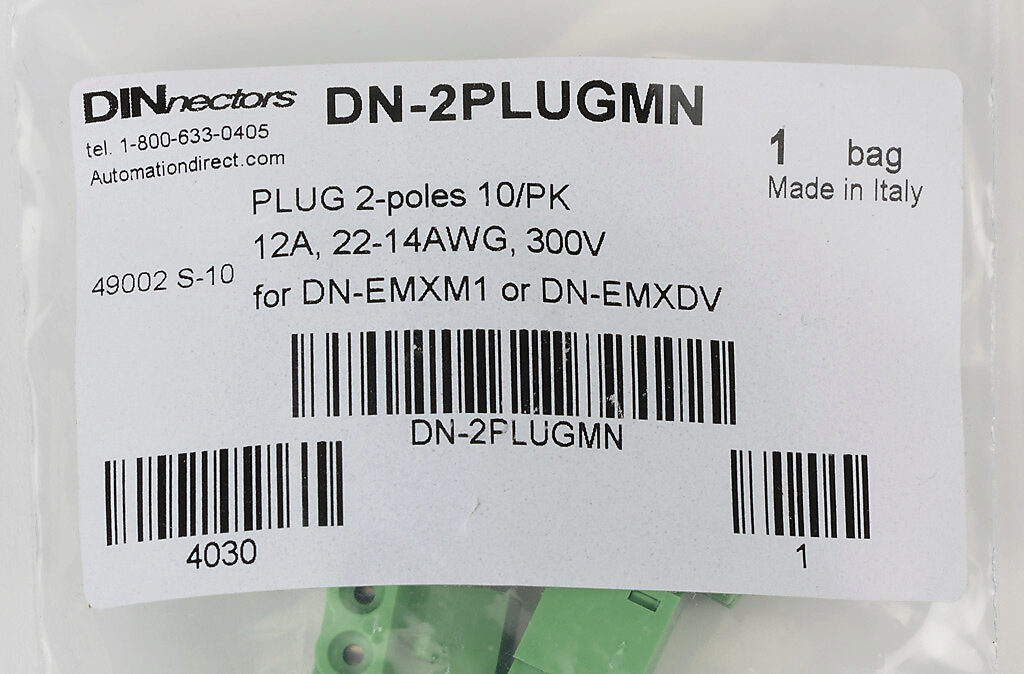 DINnectors
DN-2PLUGMN
tel. 1-800-633-0405
Automationdirect.com
1 bag
Made in Italy
PLUG 2-poles 10/PK
12A, 22-14AWG, 300V
49002 S-10
for DN-EMXM1 or DN-EMXDV
DN-2PLUGMN
4030
1